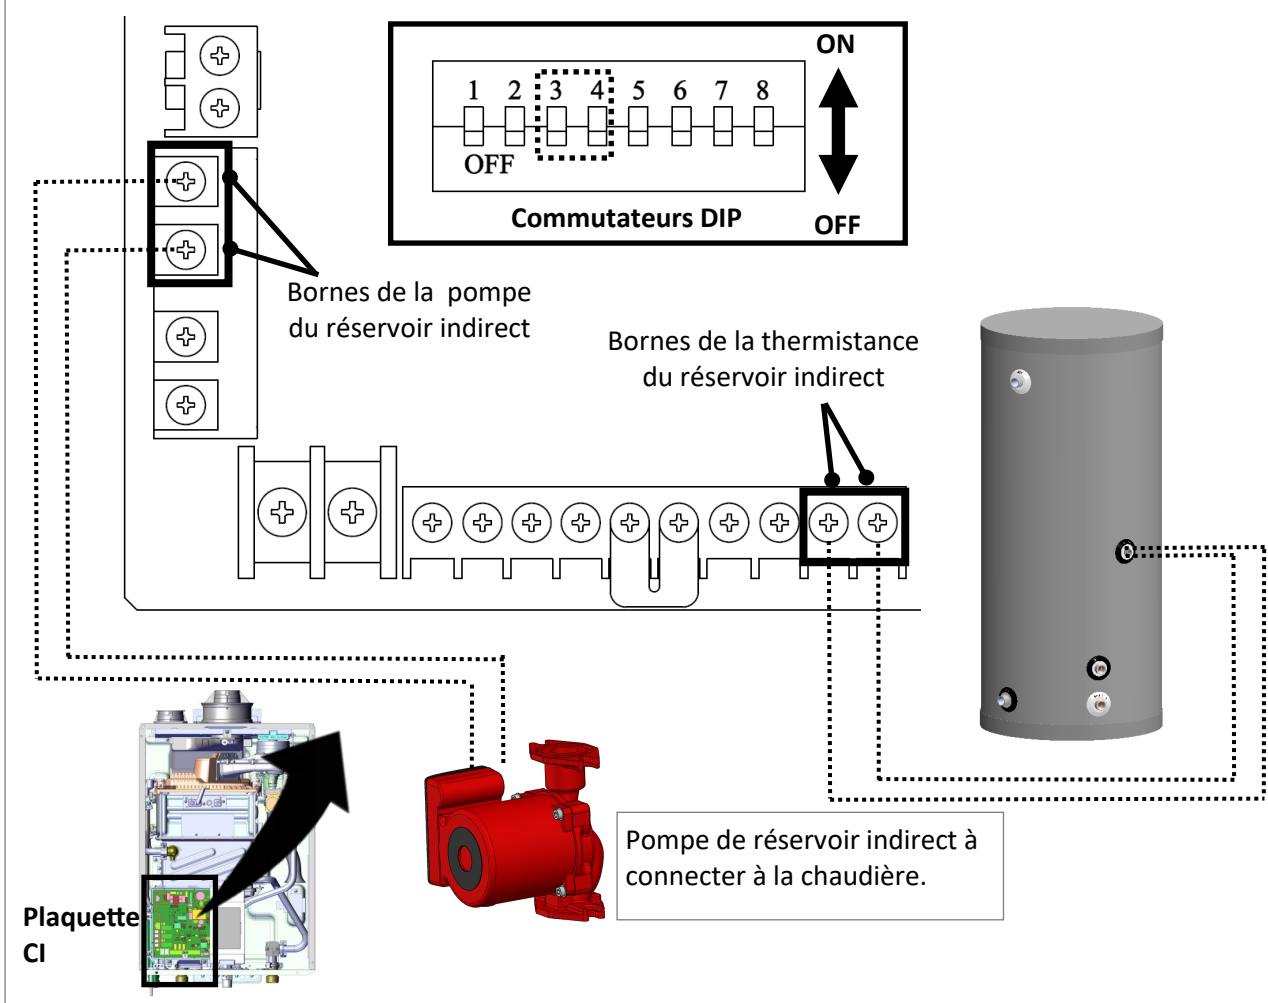 ON
1 2 3 4 5 6 7 8
OFF
Commutateurs DIP
OFF
Bornes de la pompe
du réservoir indirect
Bornes de la thermistance
du réservoir indirect
Pompe de réservoir indirect à
connecter à la chaudière.
Plaquette
CI